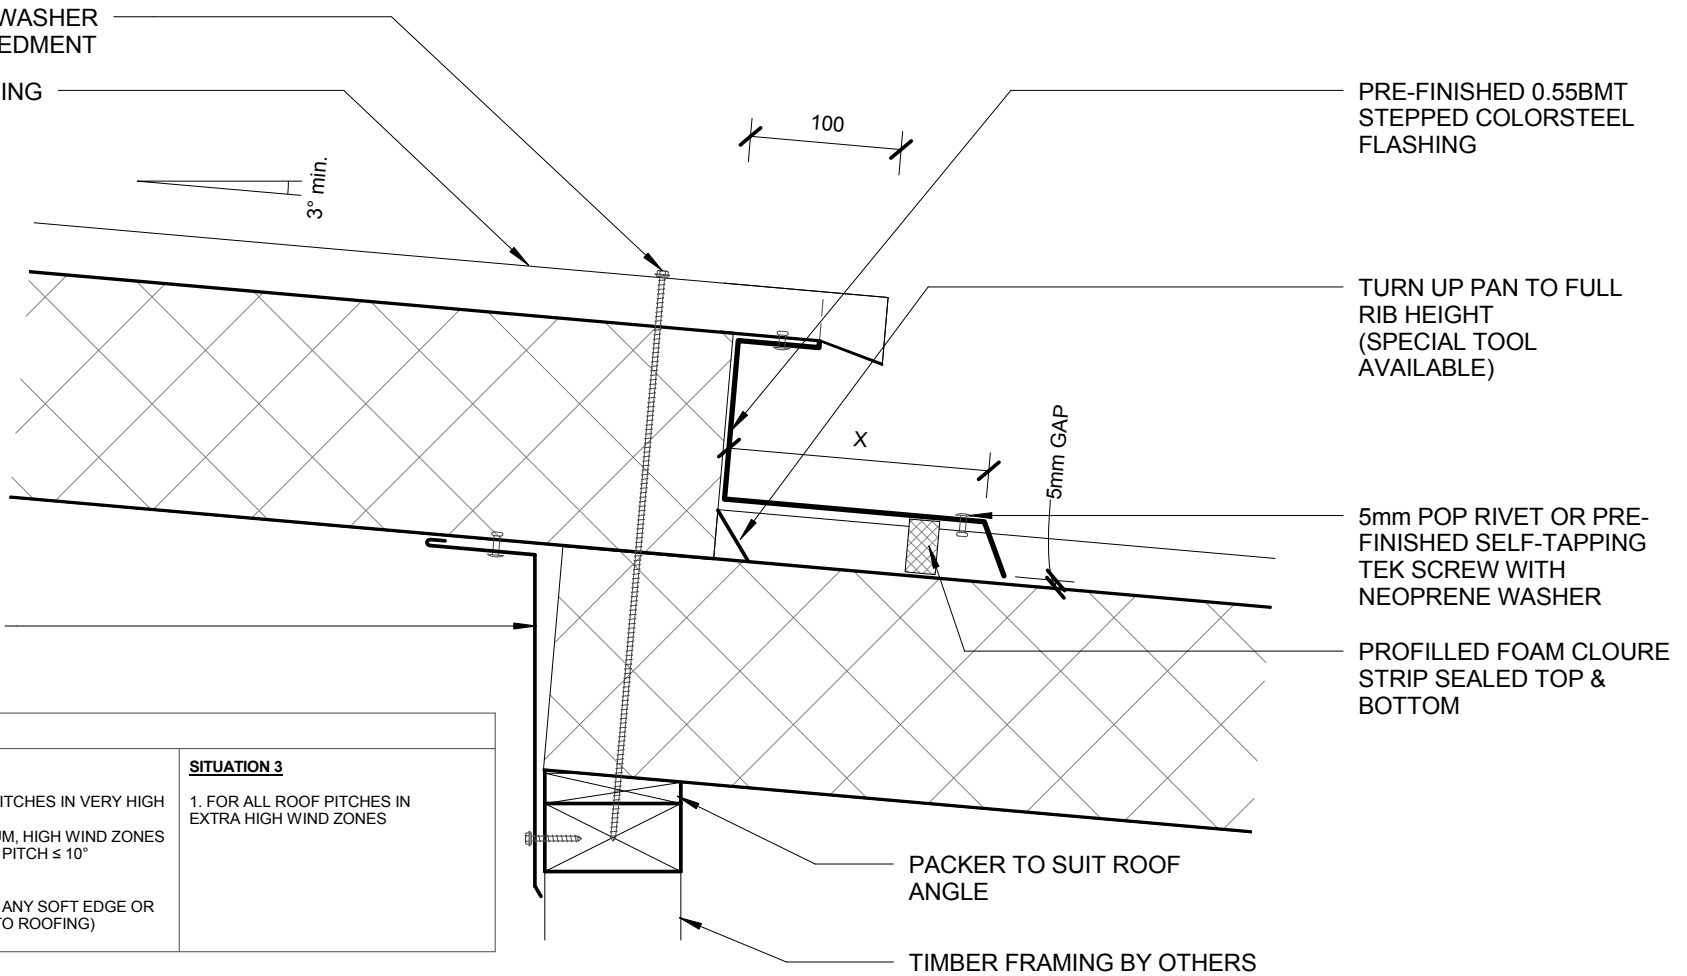 WASHER
EDMENT
ING
100
3° min.
PRE-FINISHED 0.55BMT
STEPPED COLORSTEEL
FLASHING
TURN UP PAN TO FULL
RIB HEIGHT
(SPECIAL TOOL
AVAILABLE)
X
5mm GAP
5mm POP RIVET OR PRE-
FINISHED SELF-TAPPING
TEK SCREW WITH
NEOPRENE WASHER
PROFILLED FOAM CLOURE
STRIP SEALED TOP &
BOTTOM
ITCHES IN VERY HIGH
UM, HIGH WIND ZONES
PITCH ≤ 10°
ANY SOFT EDGE OR
TO ROOFING)
SITUATION 3
1. FOR ALL ROOF PITCHES IN
EXTRA HIGH WIND ZONES
PACKER TO SUIT ROOF
ANGLE
TIMBER FRAMING BY OTHERS